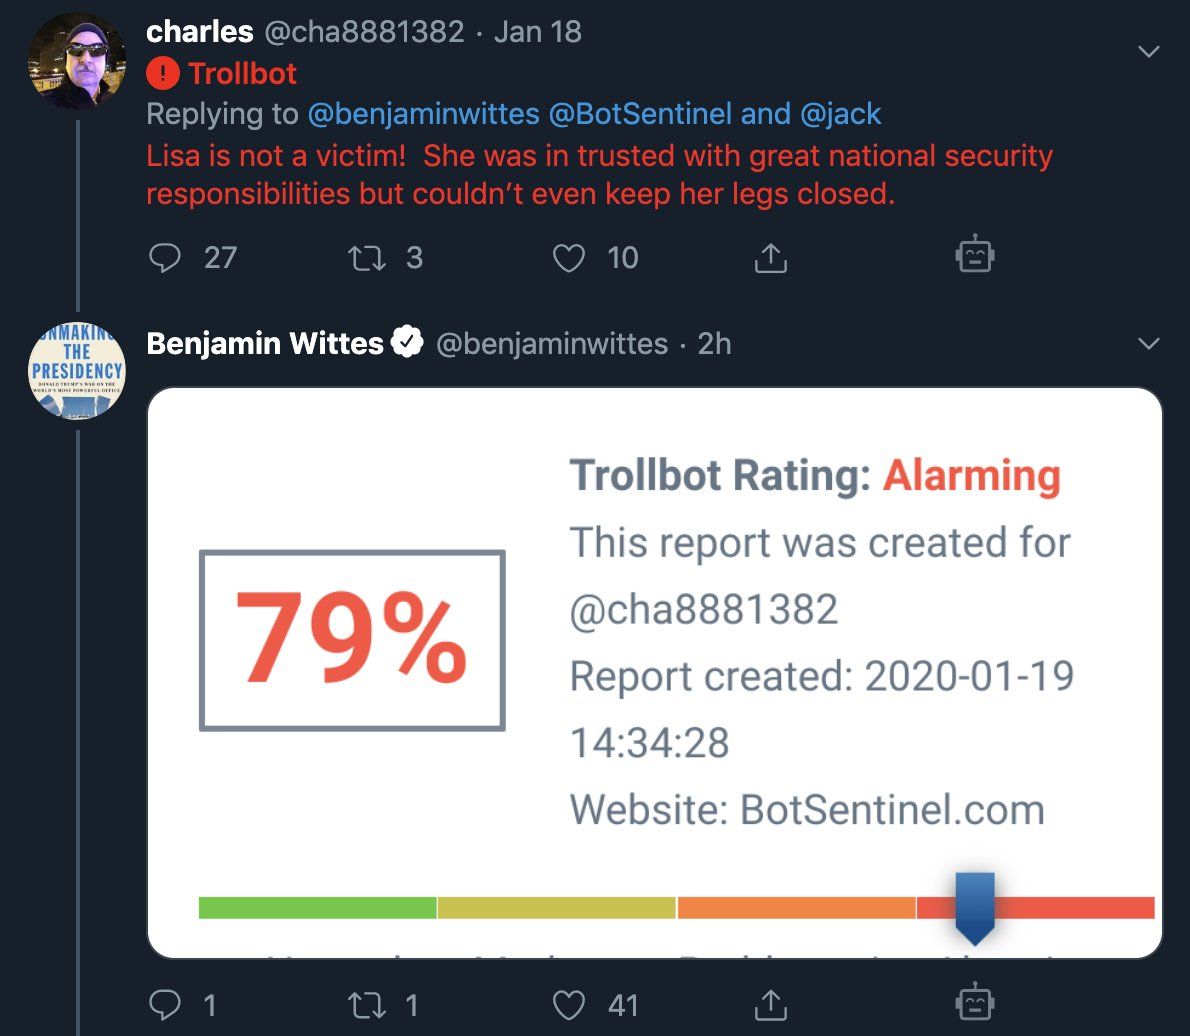 charles @cha8881382 · Jan 18
! Trollbot
Replying to @benjaminwittes @BotSentinel and @jack
Lisa is not a victim!  She was in trusted with great national security
responsibilities but couldn’t even keep her legs closed.
27 3 10
UNMAKING
THE
PRESIDENCY
DONALD TRUMP'S WAR ON THE
WORLD'S MOST POWERFUL OFFICE
Benjamin Wittes @benjaminwittes · 2h
79%
Trollbot Rating: Alarming
This report was created for
@cha8881382
Report created: 2020-01-19
14:34:28
Website: BotSentinel.com
1 1 41